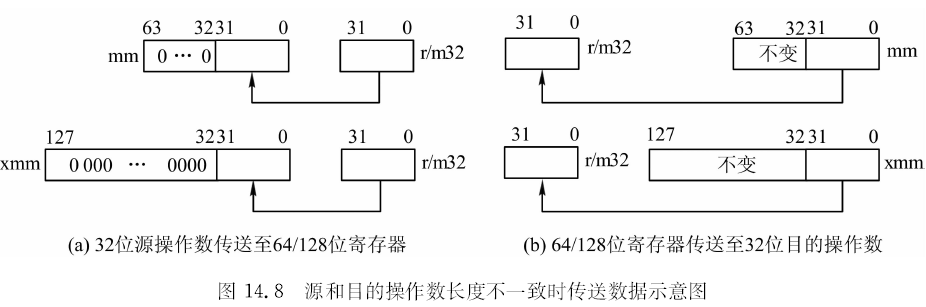 63 32 31 0 31 0
mm 0 … 0 r/m32
127 32 31 0 31 0
xmm 0 000 … 0000 r/m32
(a) 32位源操作数传送至64/128位寄存器
31 0 63 32 31 0
r/m32 不变 mm
31 0 127 32 31 0
r/m32 不变 xmm
(b) 64/128位寄存器传送至32位目的操作数
图 14.8 源和目的操作数长度不一致时传送数据示意图